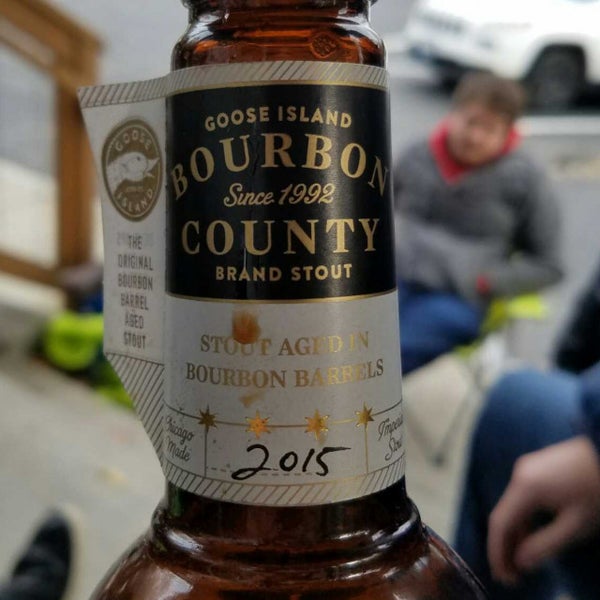 GOOSE ISLAND
BOURBON
Since 1992
COUNTY
BRAND STOUT
STOUT AGED IN
BOURBON BARRELS
Chicago
Made
Imperial
Stout
2015
GOOSE
ISLAND
THE
ORIGINAL
BOURBON
BARREL
AGED
STOUT